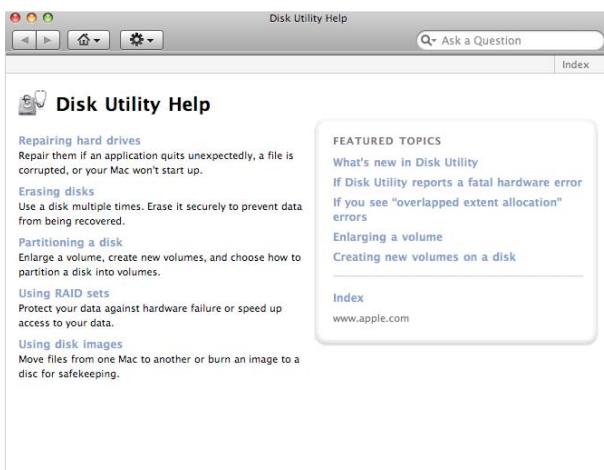 Disk Utility Help
Ask a Question
Index
Disk Utility Help
Repairing hard drives
Repair them if an application quits unexpectedly, a file is
corrupted, or your Mac won't start up.
Erasing disks
Use a disk multiple times. Erase it securely to prevent data
from being recovered.
Partitioning a disk
Enlarge a volume, create new volumes, and choose how to
partition a disk into volumes.
Using RAID sets
Protect your data against hardware failure or speed up
access to your data.
Using disk images
Move files from one Mac to another or burn an image to a
disc for safekeeping.
FEATURED TOPICS
What's new in Disk Utility
If Disk Utility reports a fatal hardware error
If you see “overlapped extent allocation”
errors
Enlarging a volume
Creating new volumes on a disk
Index
www.apple.com